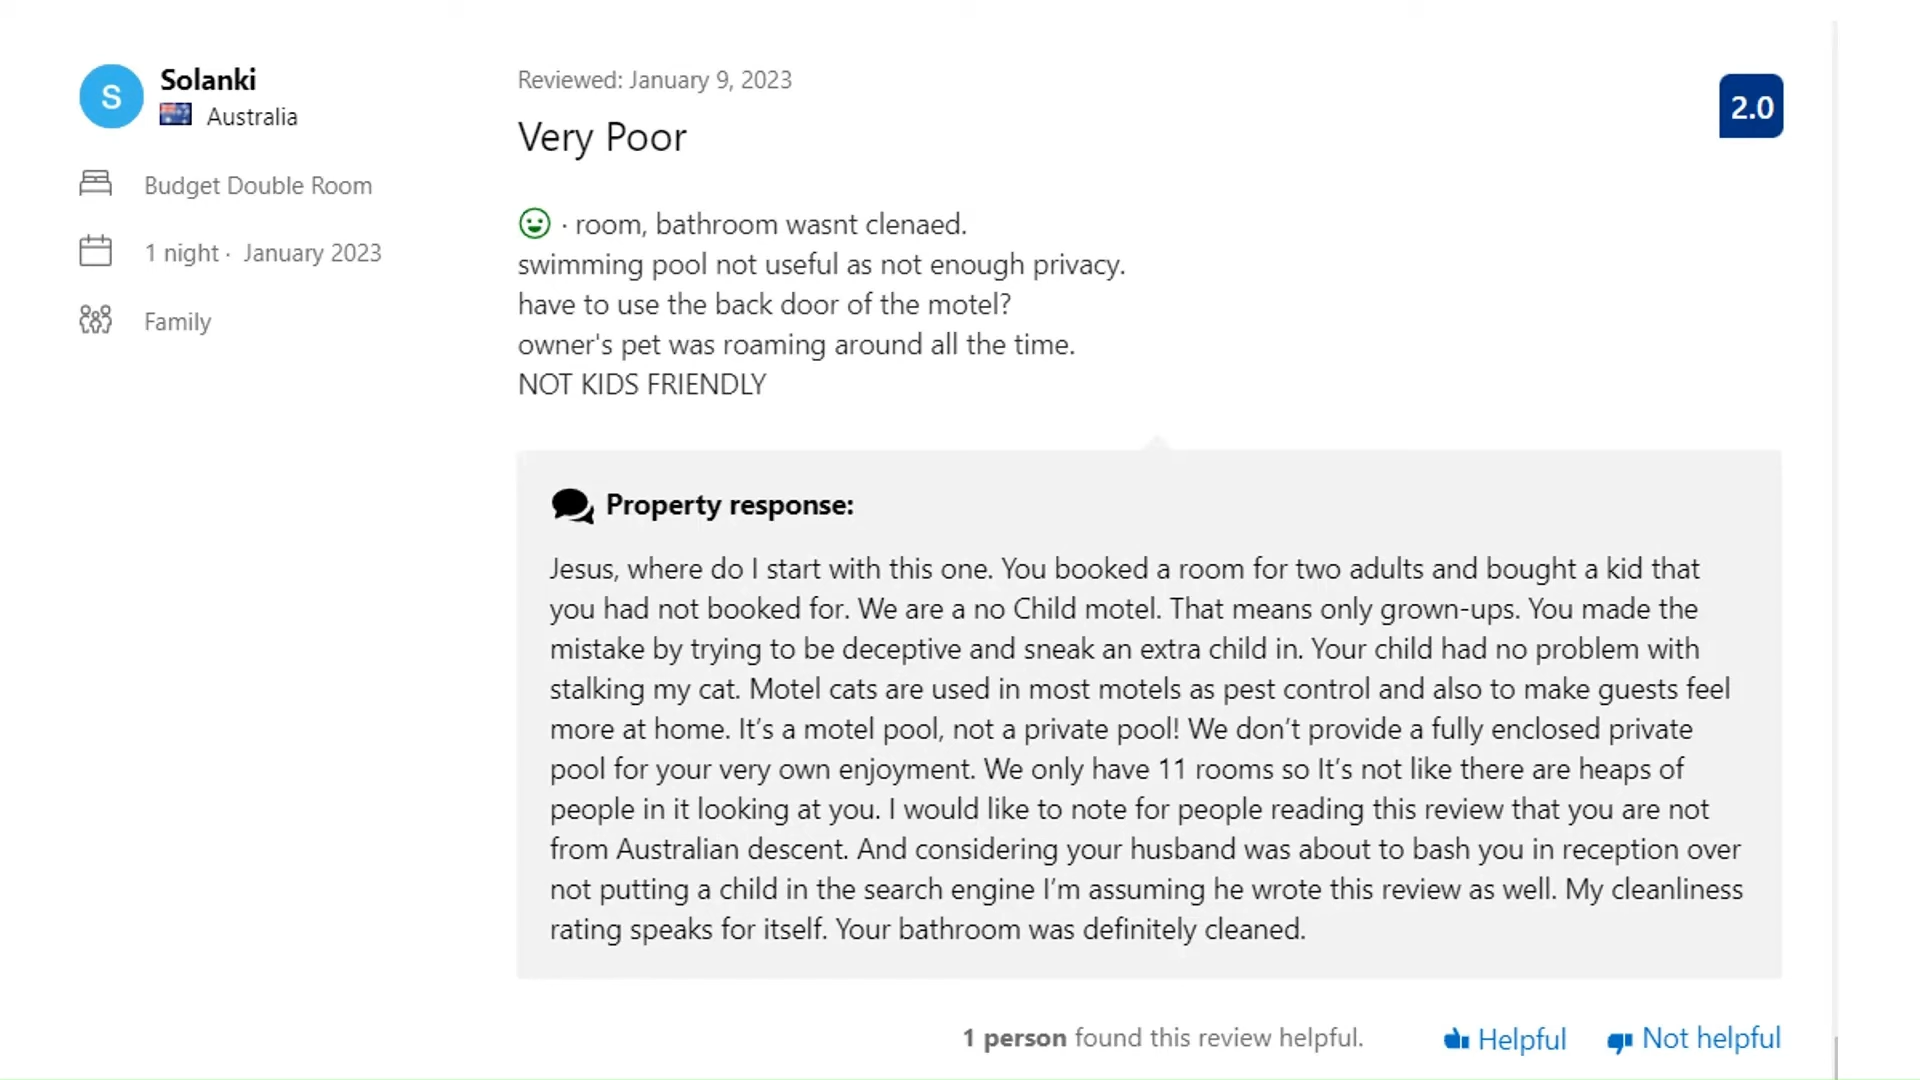 S
Solanki
Australia
Budget Double Room
1 night · January 2023
Family
Reviewed: January 9, 2023
Very Poor
2.0
· room, bathroom wasnt clenaed.
swimming pool not useful as not enough privacy.
have to use the back door of the motel?
owner's pet was roaming around all the time.
NOT KIDS FRIENDLY
Property response:
Jesus, where do I start with this one. You booked a room for two adults and bought a kid that
you had not booked for. We are a no Child motel. That means only grown-ups. You made the
mistake by trying to be deceptive and sneak an extra child in. Your child had no problem with
stalking my cat. Motel cats are used in most motels as pest control and also to make guests feel
more at home. It’s a motel pool, not a private pool! We don’t provide a fully enclosed private
pool for your very own enjoyment. We only have 11 rooms so It’s not like there are heaps of
people in it looking at you. I would like to note for people reading this review that you are not
from Australian descent. And considering your husband was about to bash you in reception over
not putting a child in the search engine I’m assuming he wrote this review as well. My cleanliness
rating speaks for itself. Your bathroom was definitely cleaned.
1 person found this review helpful.
Helpful
Not helpful